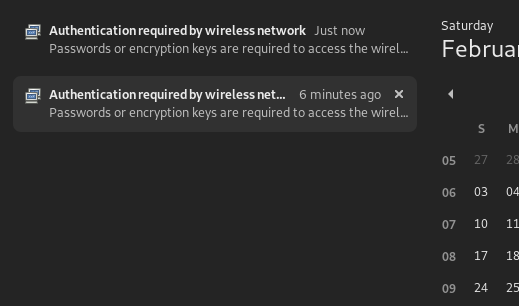 Authentication required by wireless network Just now
Passwords or encryption keys are required to access the wirel...
Authentication required by wireless net... 6 minutes ago
Passwords or encryption keys are required to access the wirel...
Saturday
Februa
S M
05 27 28
06 03 04
07 10 11
08 17 18
09 24 25